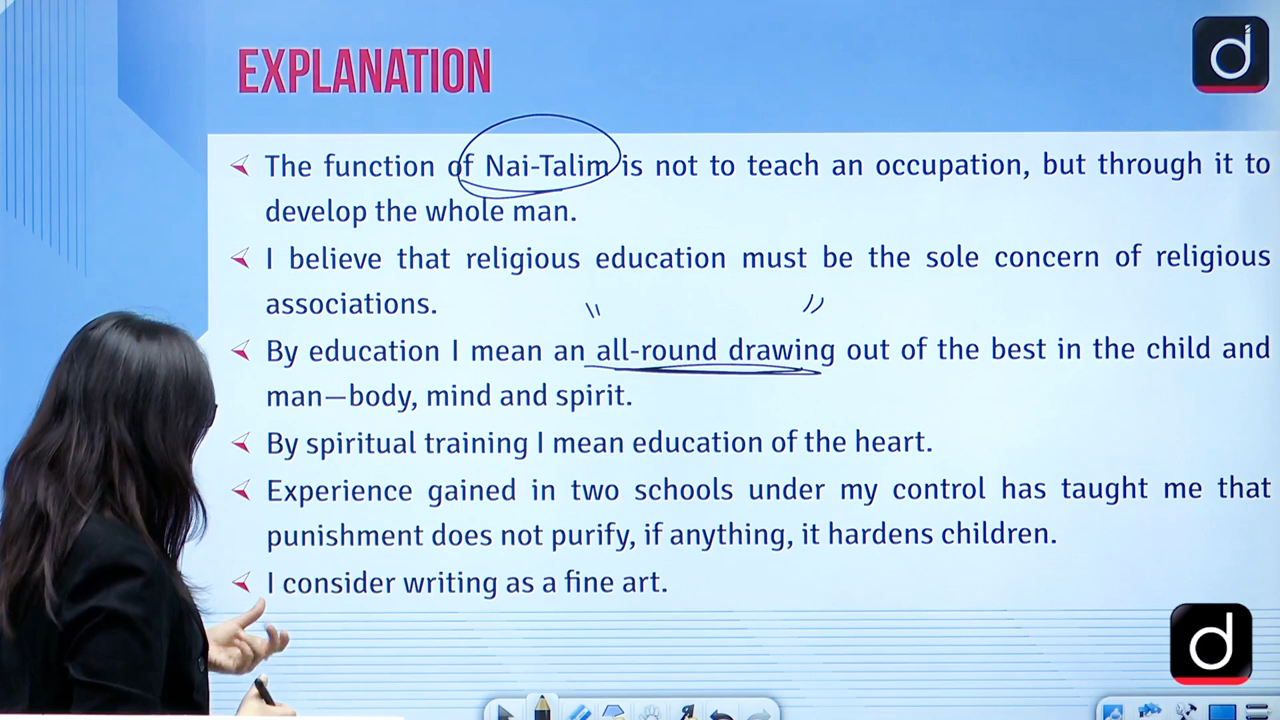 EXPLANATION
The function of Nai-Talim is not to teach an occupation, but through it to
develop the whole man.
I believe that religious education must be the sole concern of religious
associations.
By education I mean an all-round drawing out of the best in the child and
man—body, mind and spirit.
By spiritual training I mean education of the heart.
Experience gained in two schools under my control has taught me that
punishment does not purify, if anything, it hardens children.
I consider writing as a fine art.
d
d